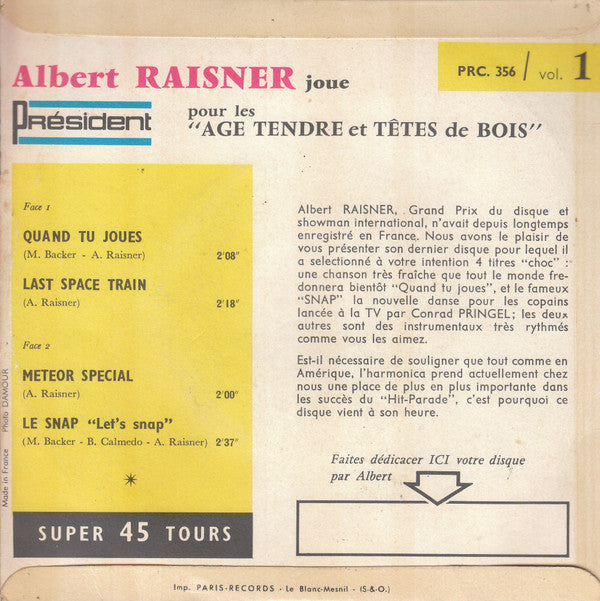 Albert RAISNER joue
PRC. 356 / vol. 1
Président
pour les
"AGE TENDRE et TÊTES de BOIS"
Face 1
QUAND TU JOUES
(M. Backer - A. Raisner) 2'08"
LAST SPACE TRAIN
(A. Raisner) 2'18"
Face 2
METEOR SPECIAL
(A. Raisner) 2'00"
LE SNAP "Let's snap"
(M. Backer - B. Calmedo - A. Raisner) 2'37"
SUPER 45 TOURS
Albert RAISNER, Grand Prix du disque et
showman international, n'avait depuis longtemps
enregistré en France. Nous avons le plaisir de
vous présenter son dernier disque pour lequel il
a selectionné à votre intention 4 titres "choc" :
une chanson très fraîche que tout le monde fre-
donnera bientôt "Quand tu joues", et le fameux
"SNAP" la nouvelle danse pour les copains
lancée à la TV par Conrad PRINGEL; les deux
autres sont des instrumentaux très rythmés
comme vous les aimez.
Est-il nécessaire de souligner que tout comme en
Amérique, l'harmonica prend actuellement chez
nous une place de plus en plus importante dans
les succès du "Hit-Parade", c'est pourquoi ce
disque vient à son heure.
Faites dédicacer ICI votre disque
par Albert
Made in France Photo DAMOUR
Imp. PARIS-RECORDS - Le Blanc-Mesnil - (S-&-O.)